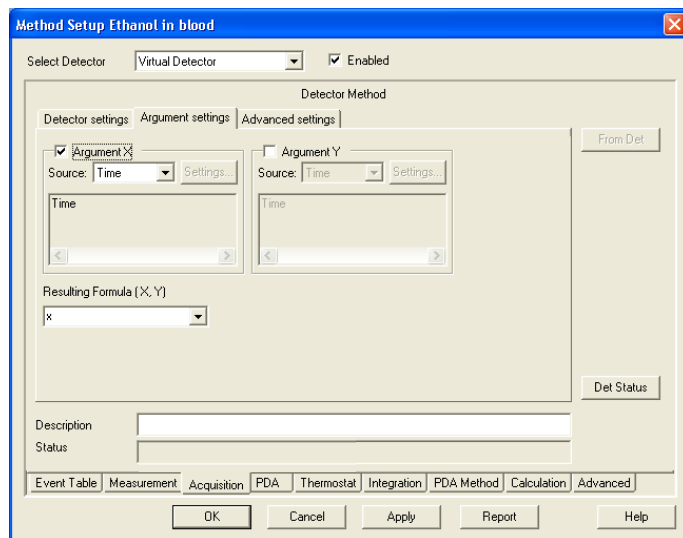 Method Setup Ethanol in blood
Select Detector Virtual Detector Enabled
Detector Method
Detector settings Argument settings Advanced settings
From Det
Argument X Argument Y
Source: Time Settings... Source: Time Settings...
Time Time
Resulting Formula (X, Y)
x
Det Status
Description
Status
Event Table Measurement Acquisition PDA Thermostat Integration PDA Method Calculation Advanced
OK Cancel Apply Report Help